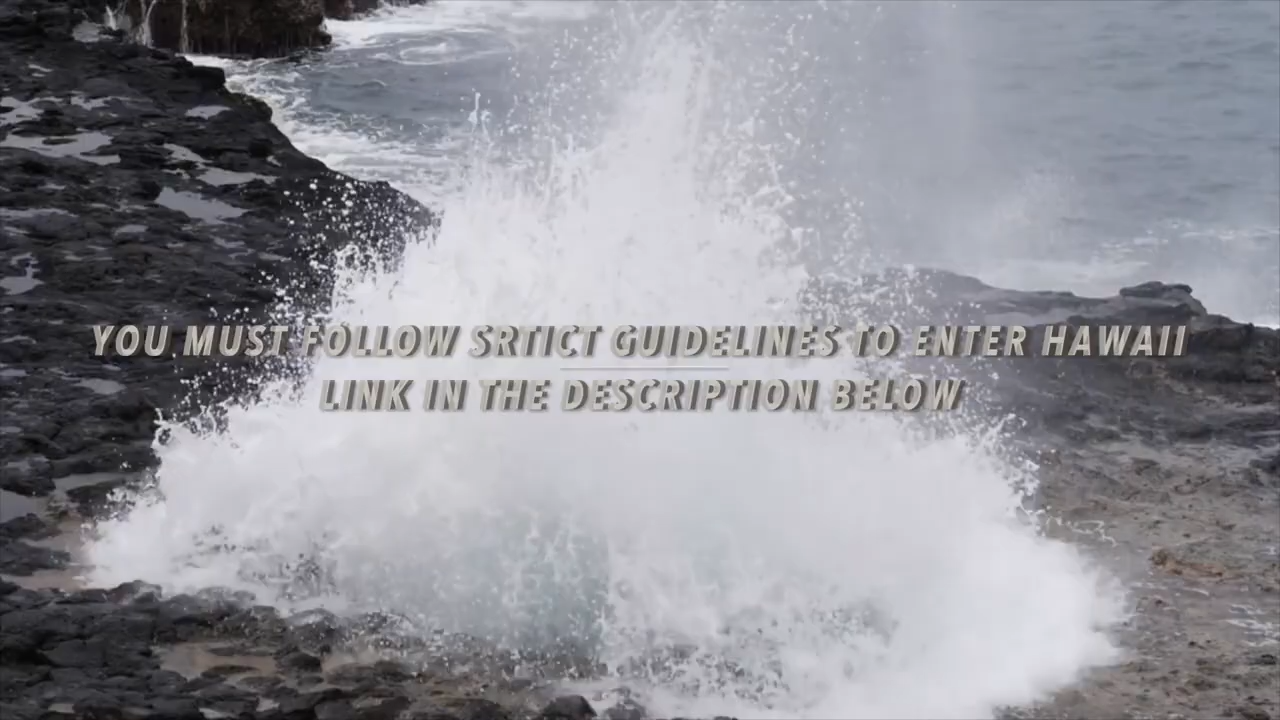 YOU MUST FOLLOW SRTICT GUIDELINES TO ENTER HAWAII
LINK IN THE DESCRIPTION BELOW